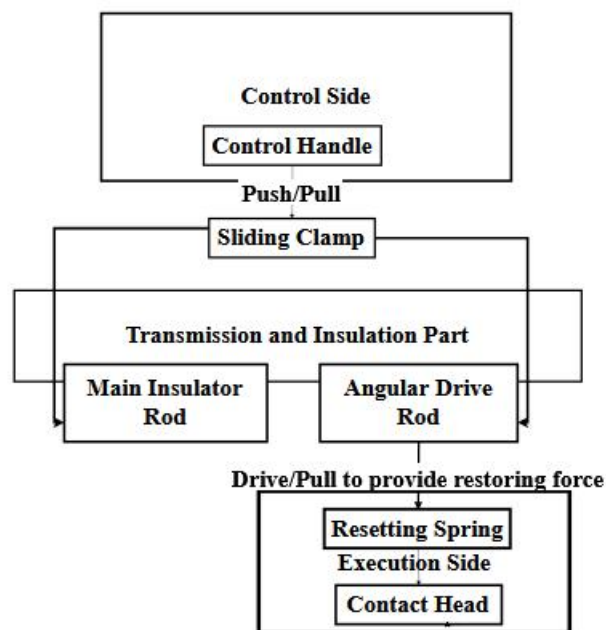 Control Side
Control Handle
Push/Pull
Sliding Clamp
Transmission and Insulation Part
Main Insulator
Rod
Angular Drive
Rod
Drive/Pull to provide restoring force
Resetting Spring
Execution Side
Contact Head